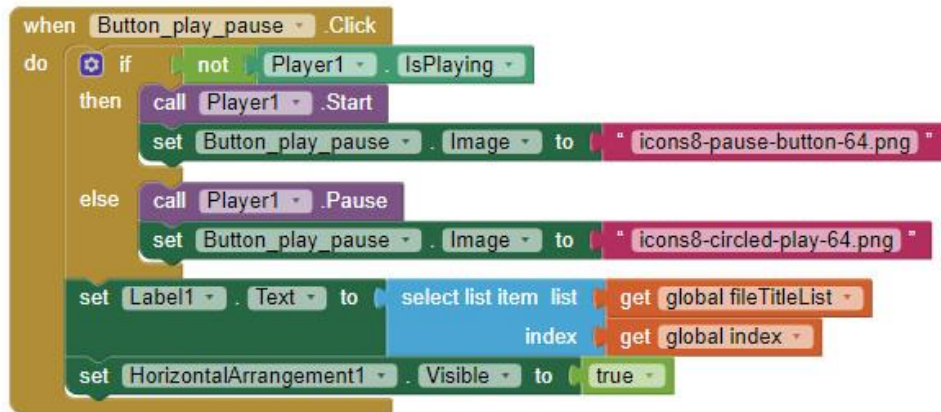 when Button_play_pause .Click
do if not Player1 . IsPlaying
then call Player1 .Start
set Button_play_pause . Image to " icons8-pause-button-64.png "
else call Player1 .Pause
set Button_play_pause . Image to " icons8-circled-play-64.png "
set Label1 . Text to select list item list get global fileTitleList
index get global index
set HorizontalArrangement1 . Visible to true